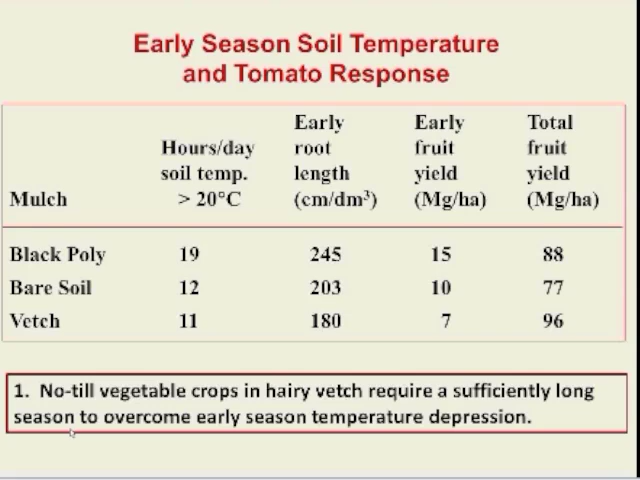 Early Season Soil Temperature
and Tomato Response
Mulch Hours/day soil temp. > 20°C Early root length (cm/dm³) Early fruit yield (Mg/ha) Total fruit yield (Mg/ha)
Black Poly 19 245 15 88
Bare Soil 12 203 10 77
Vetch 11 180 7 96
1. No-till vegetable crops in hairy vetch require a sufficiently long
season to overcome early season temperature depression.